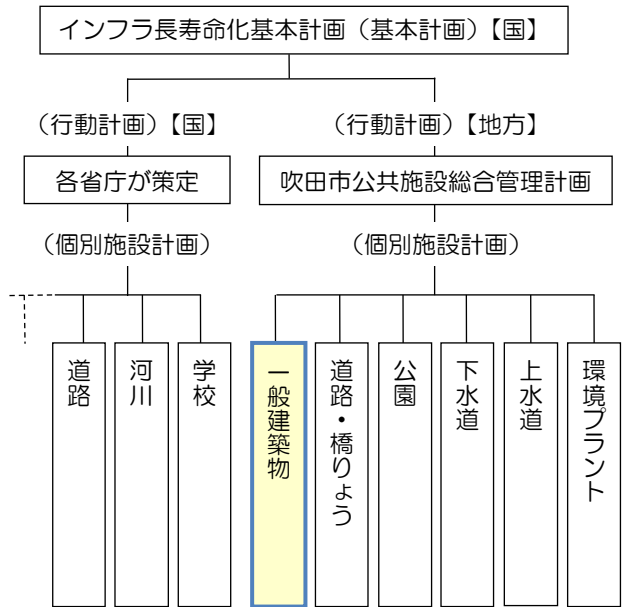 インフラ長寿命化基本計画（基本計画）【国】
（行動計画）【国】
（行動計画）【地方】
各省庁が策定
吹田市公共施設総合管理計画
（個別施設計画）
（個別施設計画）
道路
河川
学校
一般建築物
道路・橋りょう
公園
下水道
上水道
環境プラント